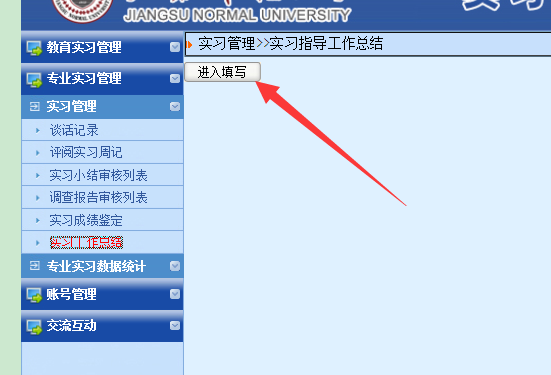 JIANGSU NORMAL UNIVERSITY
实习
教育实习管理
专业实习管理
实习管理
谈话记录
评阅实习周记
实习小结审核列表
调查报告审核列表
实习成绩鉴定
实习工作总结
专业实习数据统计
账号管理
交流互动
实习管理>>实习指导工作总结
进入填写